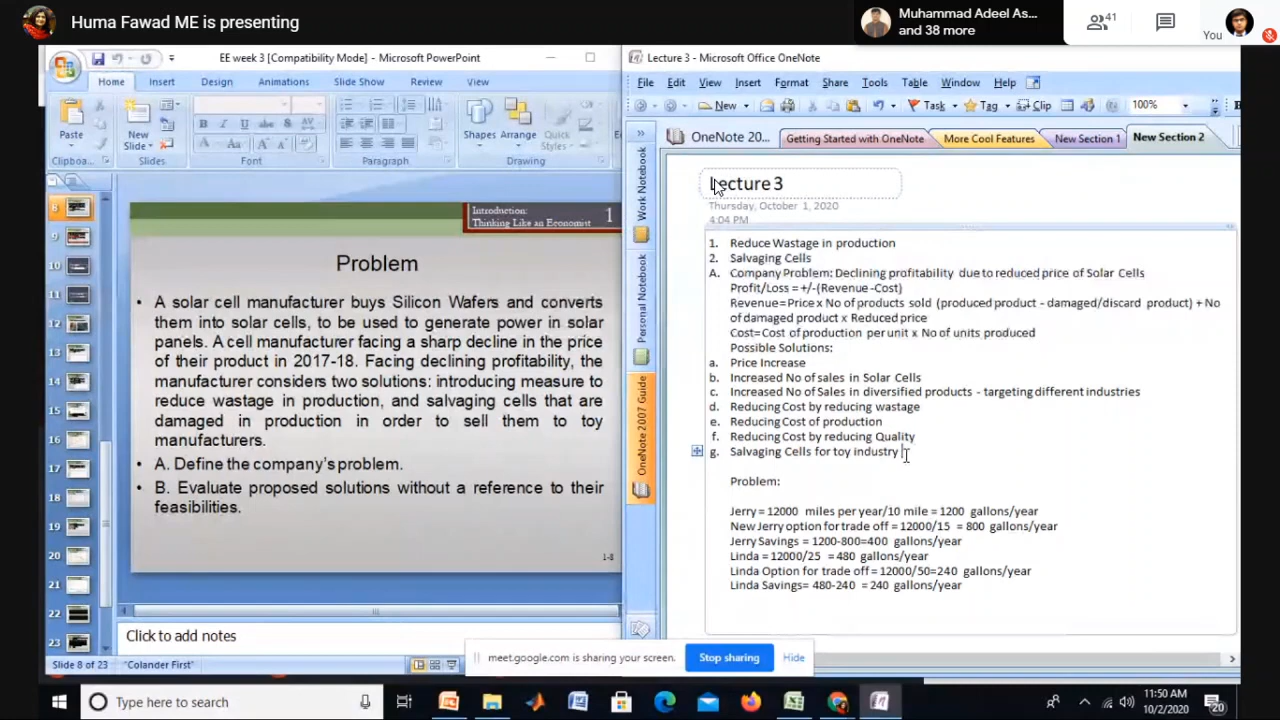 Huma Fawad ME is presenting
Muhammad Adeel As...
and 38 more
41
You
EE week 3 [Compatibility Mode] - Microsoft PowerPoint
Home Insert Design Animations Slide Show Review View
Paste
New
Slide
Shapes Arrange
Quick
Styles
Clipboa... Slides Font Paragraph Drawing
8
9
10
11
12
13
14
15
16
17
18
19
20
21
22
23
Introduction:
Thinking Like an Economist
1
Problem
• A solar cell manufacturer buys Silicon Wafers and converts
them into solar cells, to be used to generate power in solar
panels. A cell manufacturer facing a sharp decline in the price
of their product in 2017-18. Facing declining profitability, the
manufacturer considers two solutions: introducing measure to
reduce wastage in production, and salvaging cells that are
damaged in production in order to sell them to toy
manufacturers.
• A. Define the company's problem.
• B. Evaluate proposed solutions without a reference to their
feasibilities.
1-8
Click to add notes
Slide 8 of 23 "Colander First"
Lecture 3 - Microsoft Office OneNote
File Edit View Insert Format Share Tools Table Window Help
New Task Tag Clip 100%
OneNote 20... Getting Started with OneNote More Cool Features New Section 1 New Section 2
Work Notebook
Personal Notebook
OneNote 2007 Guide
Lecture 3
Thursday, October 1, 2020
4:04 PM
1. Reduce Wastage in production
2. Salvaging Cells
A. Company Problem: Declining profitability due to reduced price of Solar Cells
Profit/Loss = +/-(Revenue -Cost)
Revenue=Price x No of products sold (produced product - damaged/discard product) + No
of damaged product x Reduced price
Cost=Cost of production per unit x No of units produced
Possible Solutions:
a. Price Increase
b. Increased No of sales in Solar Cells
c. Increased No of Sales in diversified products - targeting different industries
d. Reducing Cost by reducing wastage
e. Reducing Cost of production
f. Reducing Cost by reducing Quality
g. Salvaging Cells for toy industry
Problem:
Jerry = 12000 miles per year/10 mile = 1200 gallons/year
New Jerry option for trade off = 12000/15 = 800 gallons/year
Jerry Savings = 1200-800=400 gallons/year
Linda = 12000/25 = 480 gallons/year
Linda Option for trade off = 12000/50=240 gallons/year
Linda Savings= 480-240 = 240 gallons/year
meet.google.com is sharing your screen. Stop sharing Hide
Type here to search
11:50 AM
10/2/2020
20